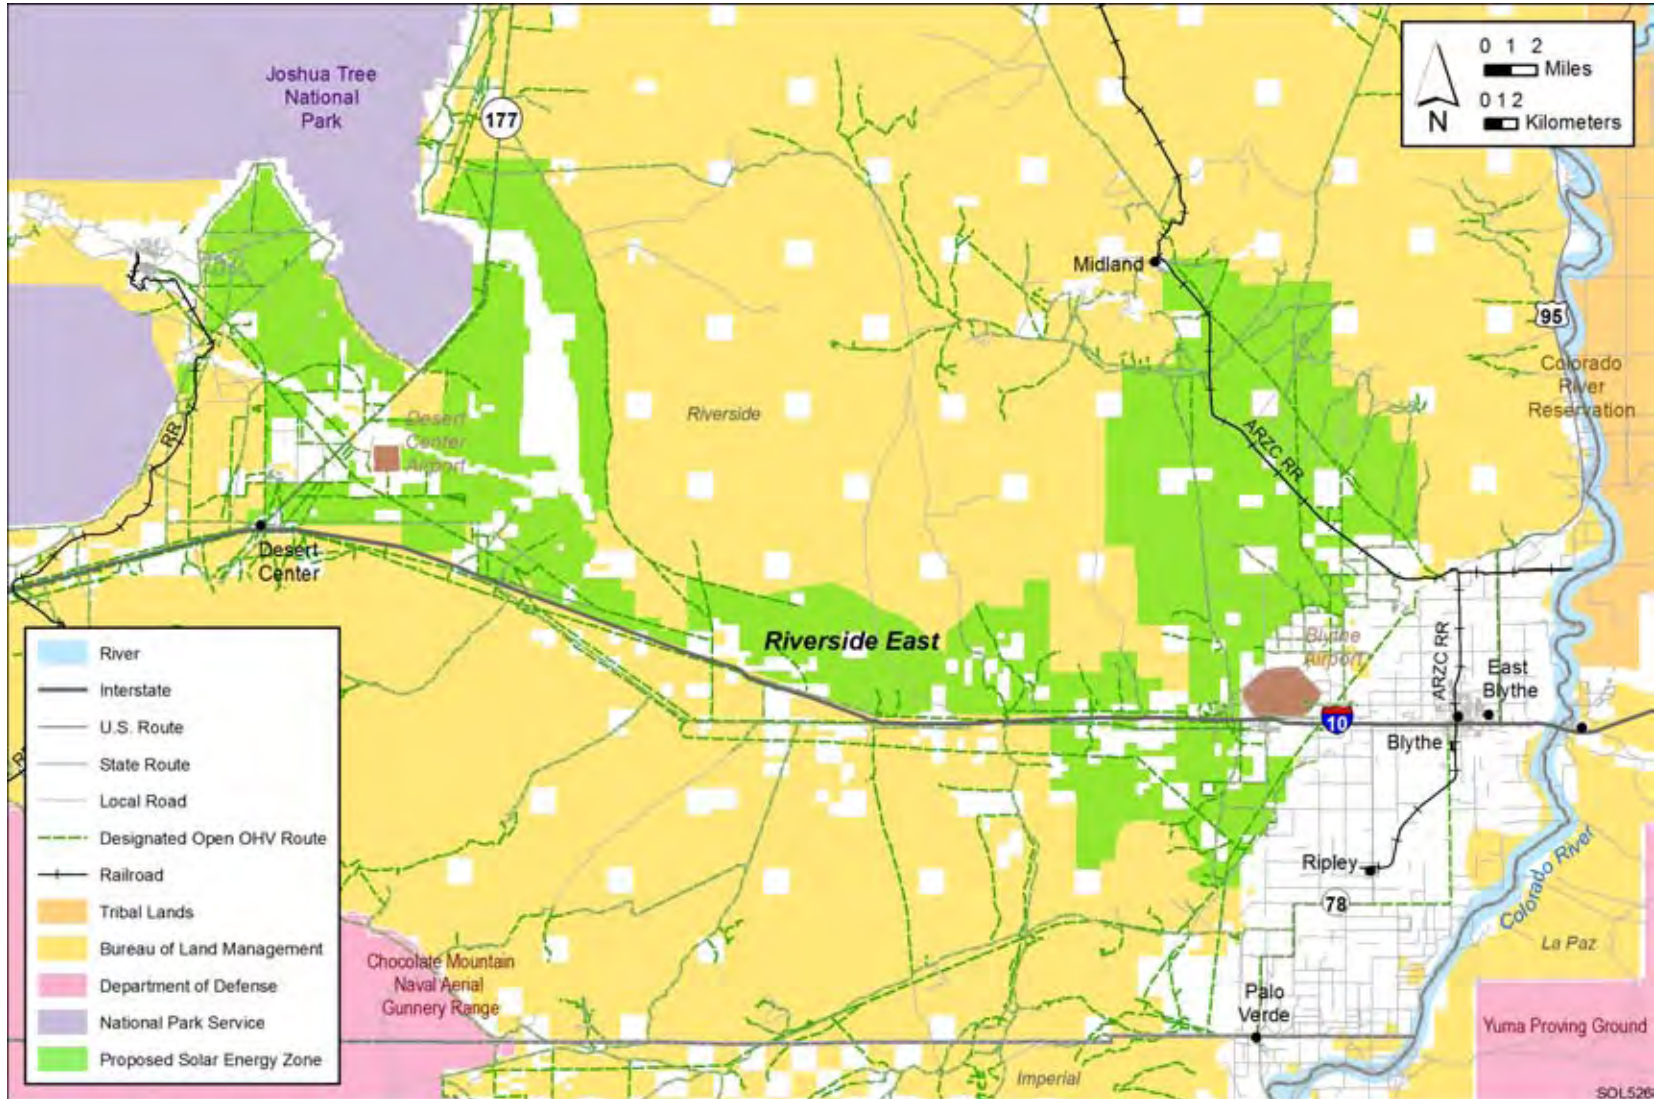 Joshua Tree
National
Park
177
0 1 2
Miles
0 1 2
Kilometers
N
Midland
95
Colorado
River
Reservation
Riverside
Desert
Center
Airport
RR
ARZC RR
Desert
Center
Riverside East
Blythe
Airport
ARZC RR
East
Blythe
10
Blythe
River
Interstate
U.S. Route
State Route
Local Road
Designated Open OHV Route
Railroad
Tribal Lands
Bureau of Land Management
Department of Defense
National Park Service
Proposed Solar Energy Zone
Ripley
78
Colorado River
La Paz
Chocolate Mountain
Naval Aerial
Gunnery Range
Palo
Verde
Yuma Proving Ground
Imperial
SOL526